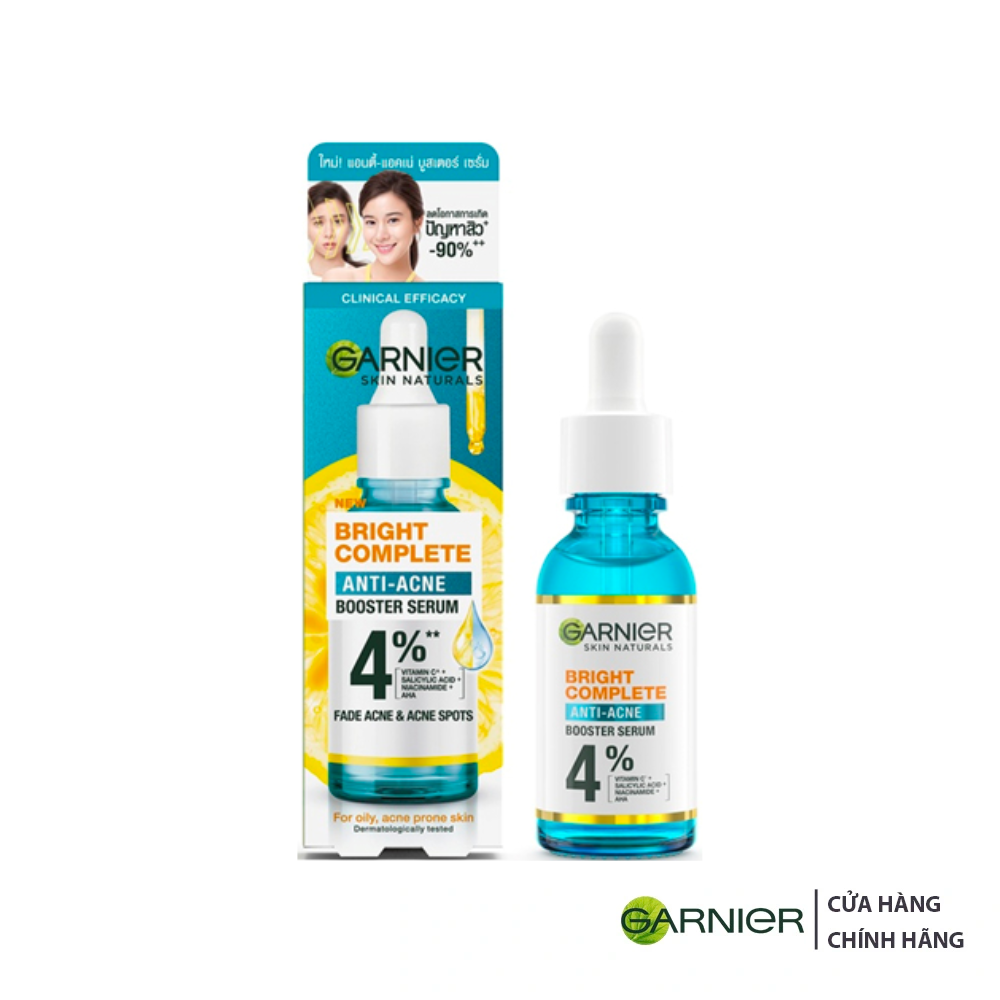 ใหม่! แอนตี้-แอคเน่ บูสเตอร์ เซรั่ม
ลดโอกาสการเกิด
ปัญหาสิว+
-90%++
CLINICAL EFFICACY
GARNIER
SKIN NATURALS
NEW
BRIGHT
COMPLETE
ANTI-ACNE
BOOSTER SERUM
4%**
VITAMIN C^ +
SALICYLIC ACID +
NIACINAMIDE +
AHA
FADE ACNE & ACNE SPOTS
For oily, acne prone skin
Dermatologically tested
GARNIER
SKIN NATURALS
BRIGHT
COMPLETE
ANTI-ACNE
BOOSTER SERUM
4%
VITAMIN C* +
SALICYLIC ACID +
NIACINAMIDE +
AHA
GARNIER
CỬA HÀNG
CHÍNH HÃNG